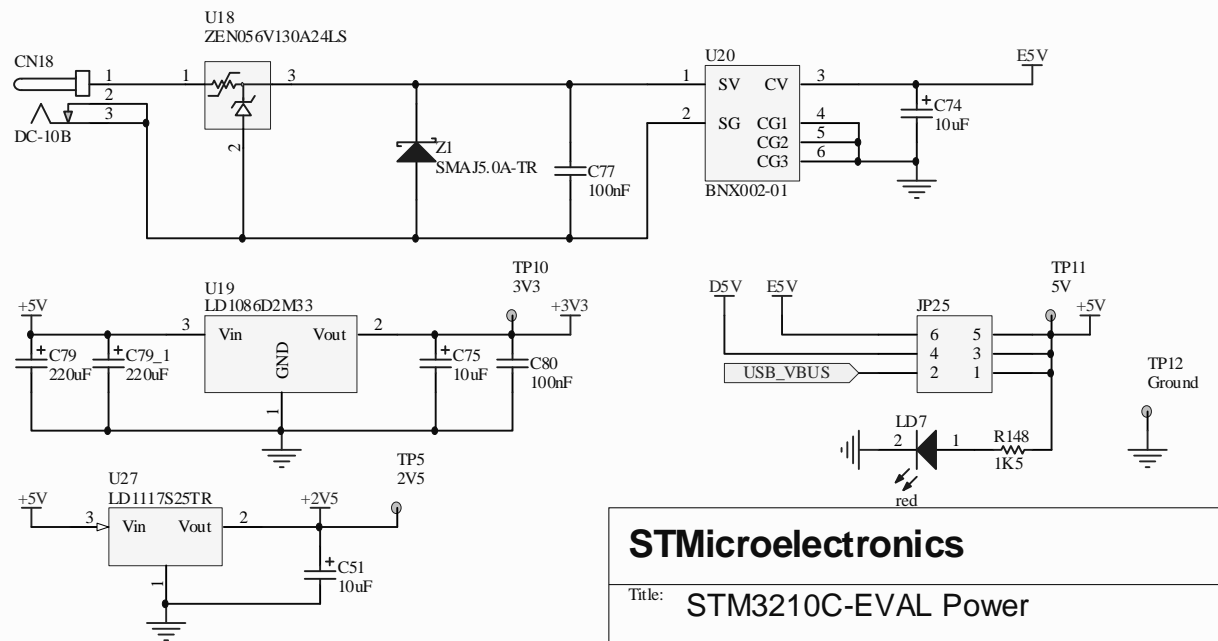 U18
ZEN056V130A24LS
CN18
1
2
3
DC-10B
1
3
2
Z1
SMAJ5.0A-TR
C77
100nF
U20
1
SV
CV
3
2
SG
CG1
4
CG2
5
CG3
6
BNX002-01
E5V
+
C74
10uF
+5V
+
C79
220uF
+
C79_1
220uF
U19
LD1086D2M33
3
Vin
Vout
2
GND
1
TP10
3V3
+3V3
+
C75
10uF
C80
100nF
D5V
E5V
JP25
6
5
4
3
2
1
USB_VBUS
TP11
5V
+5V
LD7
2
1
red
R148
1K5
TP12
Ground
U27
LD1117S25TR
+5V
3
Vin
Vout
2
1
+2V5
TP5
2V5
+
C51
10uF
STMicroelectronics
Title: STM3210C-EVAL Power